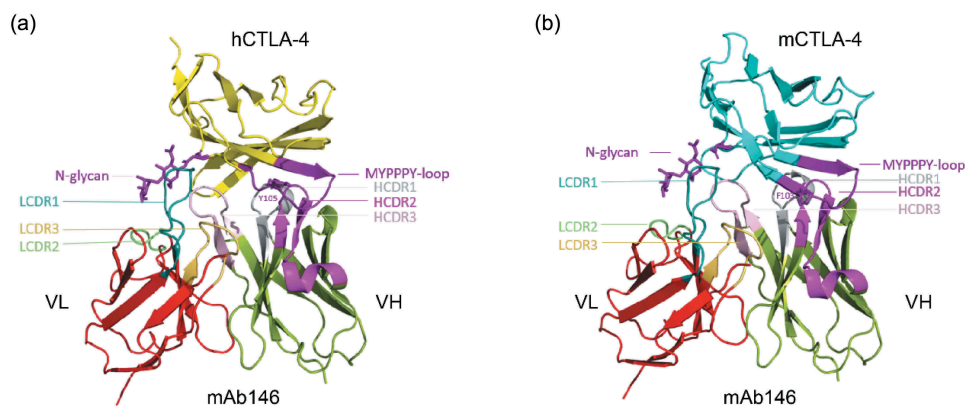 (a)
hCTLA-4
N-glycan
LCDR1
LCDR3
LCDR2
MYPPPY-loop
HCDR1
HCDR2
HCDR3
Y105
VL
VH
mAb146
(b)
mCTLA-4
N-glycan
LCDR1
LCDR2
LCDR3
MYPPPY-loop
HCDR1
HCDR2
HCDR3
VL
VH
mAb146